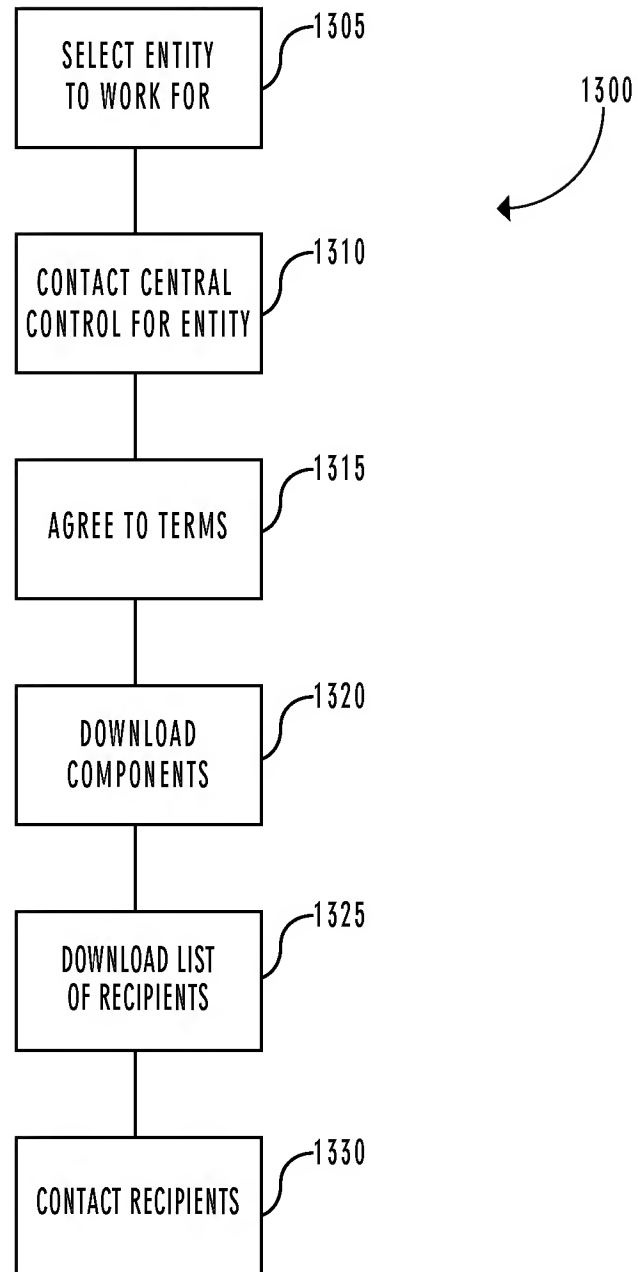 1305
SELECT ENTITY
TO WORK FOR
1300
1310
CONTACT CENTRAL
CONTROL FOR ENTITY
1315
AGREE TO TERMS
1320
DOWNLOAD
COMPONENTS
1325
DOWNLOAD LIST
OF RECIPIENTS
1330
CONTACT RECIPIENTS